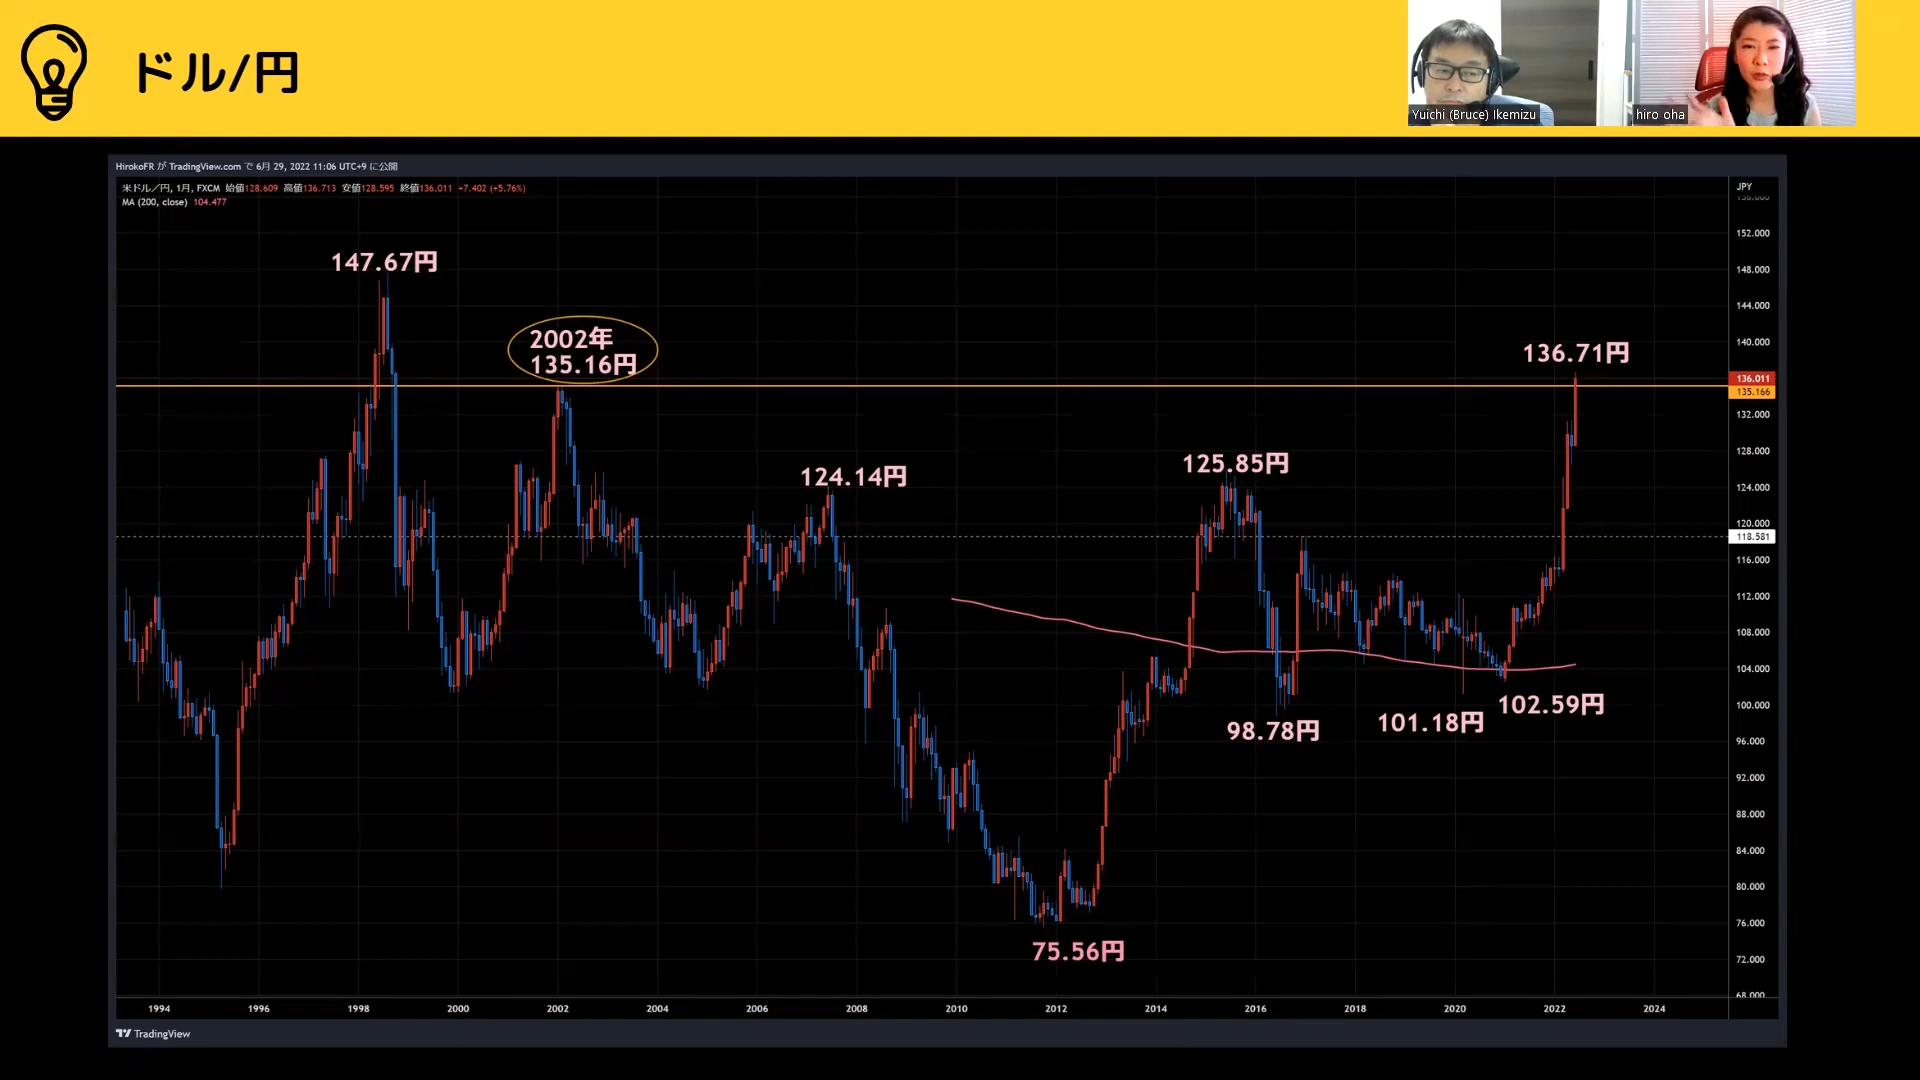 ドル/円
Yuichi (Bruce) Ikemizu
hiro oha
HirokoFR が TradingView.com で 6月 29, 2022 11:06 UTC+9 に公開
米ドル/円, 1月, FXCM 始値128.609 高値136.713 安値128.595 終値136.011 +7.402 (+5.76%)
MA (200, close) 104.477
JPY
152.000
148.000
144.000
140.000
136.011
135.166
132.000
128.000
124.000
120.000
118.581
116.000
112.000
108.000
104.000
100.000
96.000
92.000
88.000
84.000
80.000
76.000
72.000
68.000
147.67円
2002年
135.16円
136.71円
124.14円
125.85円
98.78円
101.18円
102.59円
75.56円
1994 1996 1998 2000 2002 2004 2006 2008 2010 2012 2014 2016 2018 2020 2022 2024
TradingView